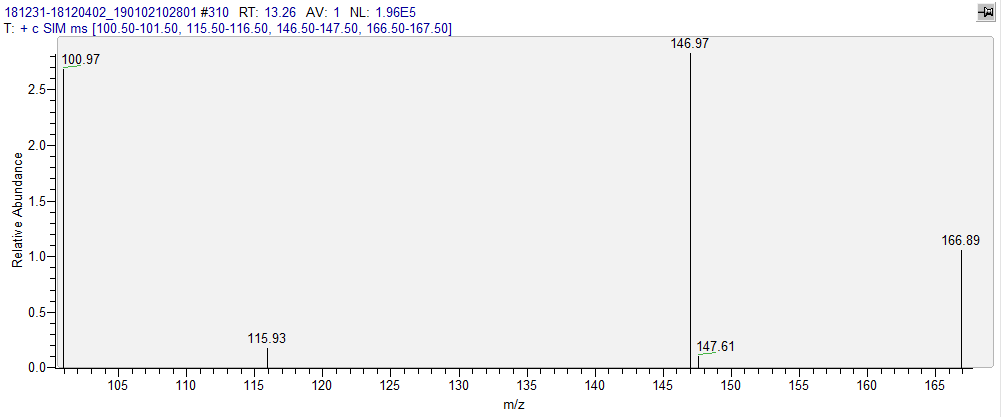 181231-18120402_190102102801 #310 RT: 13.26 AV: 1 NL: 1.96E5
T: + c SIM ms [100.50-101.50, 115.50-116.50, 146.50-147.50, 166.50-167.50]
146.97
100.97
2.5
2.0
1.5
1.0
0.5
0.0
Relative Abundance
166.89
115.93
147.61
105 110 115 120 125 130 135 140 145 150 155 160 165
m/z